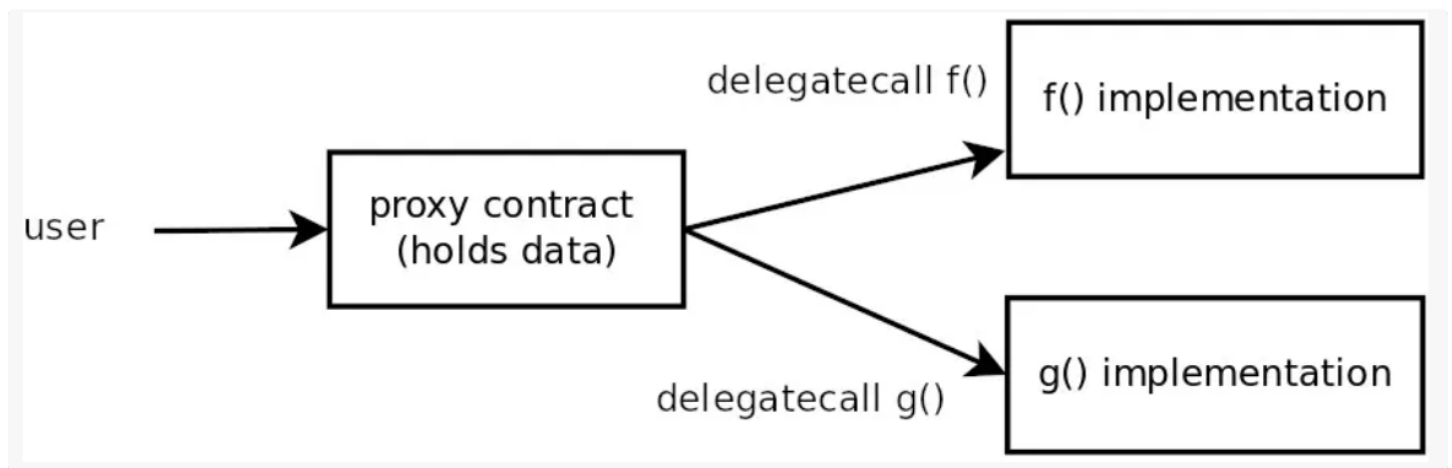 delegatecall f()
f() implementation
user
proxy contract
(holds data)
g() implementation
delegatecall g()